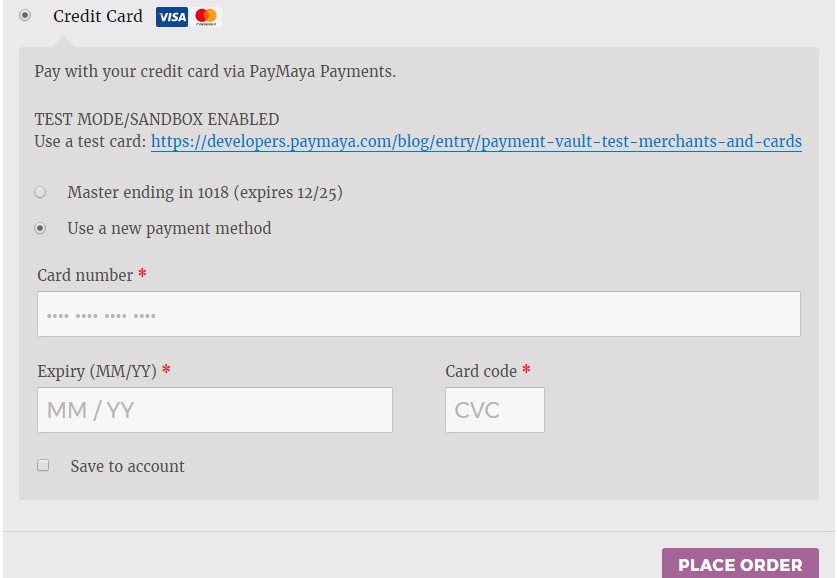 Credit Card VISA
Pay with your credit card via PayMaya Payments.
TEST MODE/SANDBOX ENABLED
Use a test card: https://developers.paymaya.com/blog/entry/payment-vault-test-merchants-and-cards
Master ending in 1018 (expires 12/25)
Use a new payment method
Card number *
•••• •••• •••• ••••
Expiry (MM/YY) * Card code *
MM / YY CVC
Save to account
PLACE ORDER